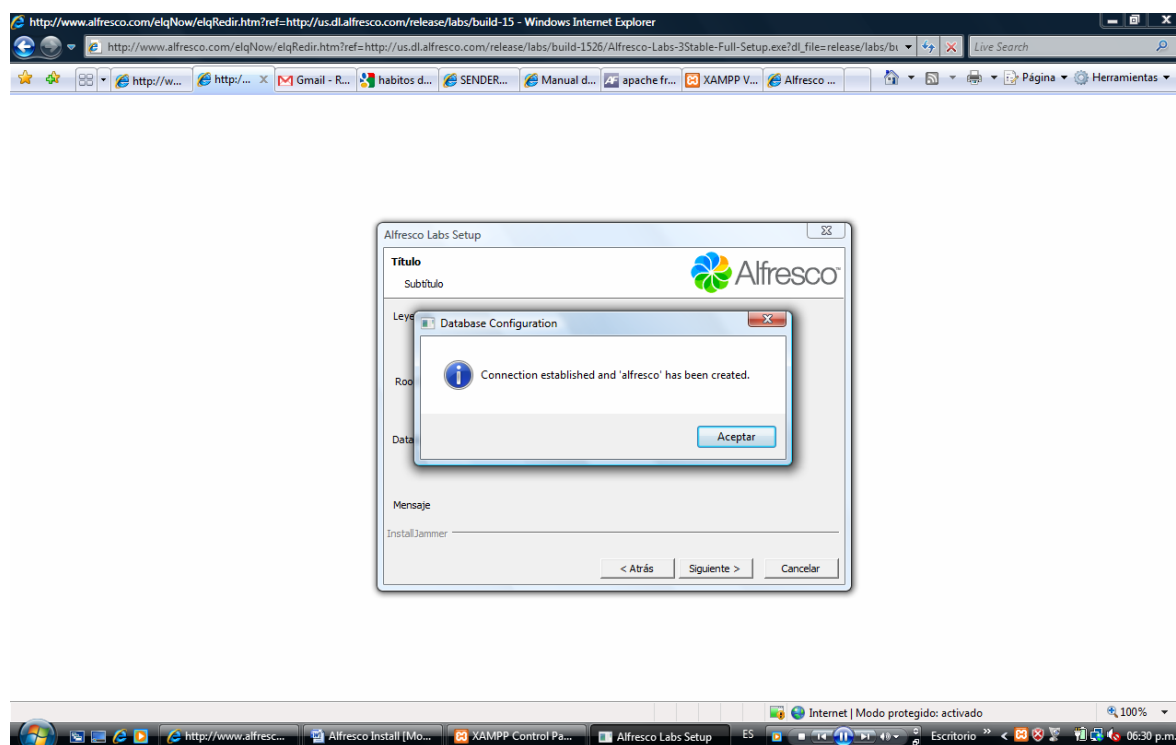 http://www.alfresco.com/elqNow/elqRedir.htm?ref=http://us.dl.alfresco.com/release/labs/build-15 - Windows Internet Explorer
http://www.alfresco.com/elqNow/elqRedir.htm?ref=http://us.dl.alfresco.com/release/labs/build-1526/Alfresco-Labs-3Stable-Full-Setup.exe?dl_file=release/labs/bu
Live Search
http://w... http:/... Gmail - R... habitos d... SENDER... Manual d... apache fr... XAMPP V... Alfresco ... Página Herramientas
Alfresco Labs Setup
Título
Subtítulo
Alfresco
Leye
Database Configuration
Connection established and 'alfresco' has been created.
Roo
Data
Aceptar
Mensaje
InstallJammer
< Atrás Siguiente > Cancelar
Internet | Modo protegido: activado 100%
http://www.alfresc... Alfresco Install [Mo... XAMPP Control Pa... Alfresco Labs Setup ES Escritorio 06:30 p.m.